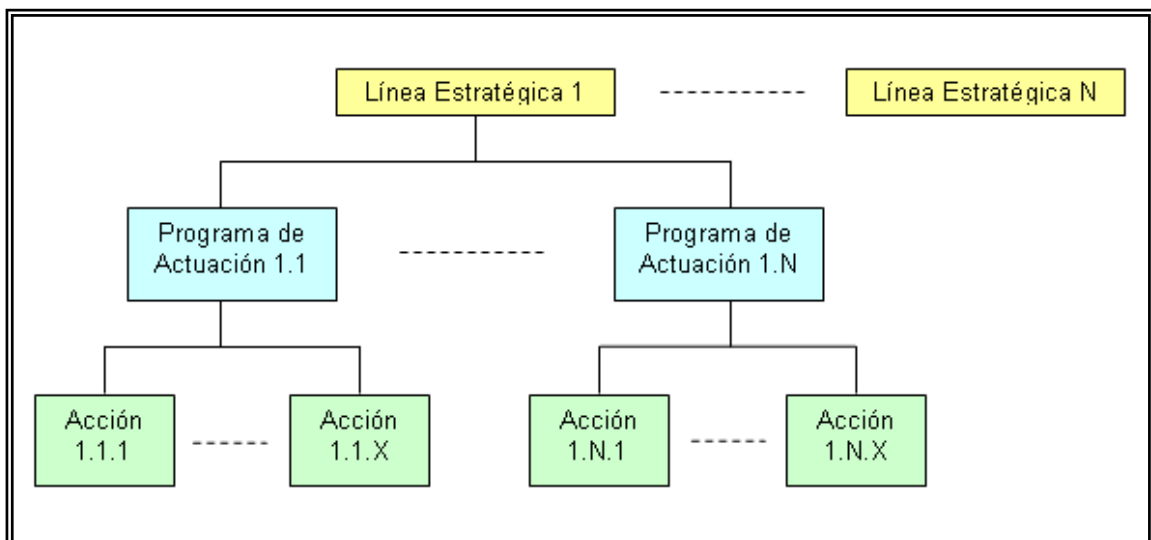 Línea Estratégica 1
Línea Estratégica N
Programa de
Actuación 1.1
Programa de
Actuación 1.N
Acción
1.1.1
Acción
1.1.X
Acción
1.N.1
Acción
1.N.X